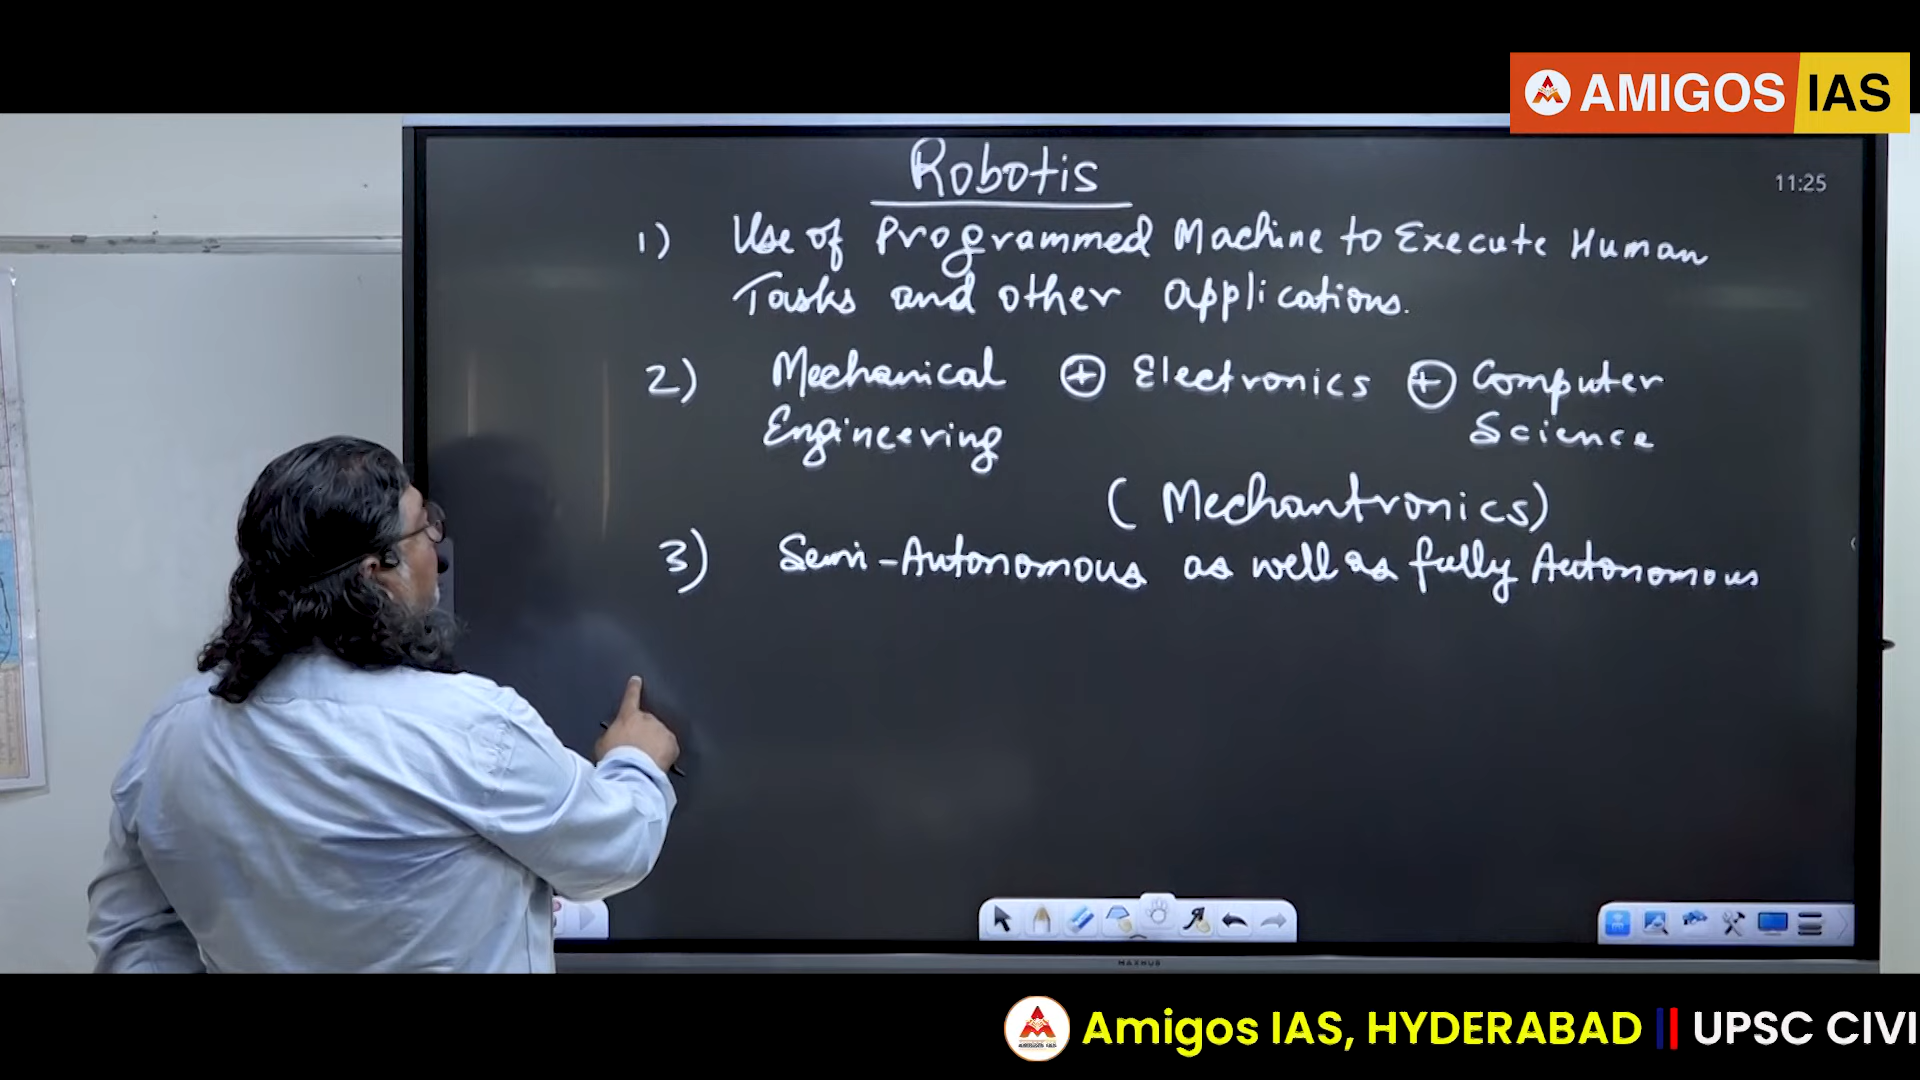 AMIGOS IAS
Robotis
11:25
1) Use of Programmed Machine to Execute Human
Tasks and other applications.
2) Mechanical + Electronics + Computer
Engineering Science
(Mechantronics)
3) Semi-Autonomous as well as fully Autonomous
MAXHUB
Amigos IAS, HYDERABAD || UPSC CIVI